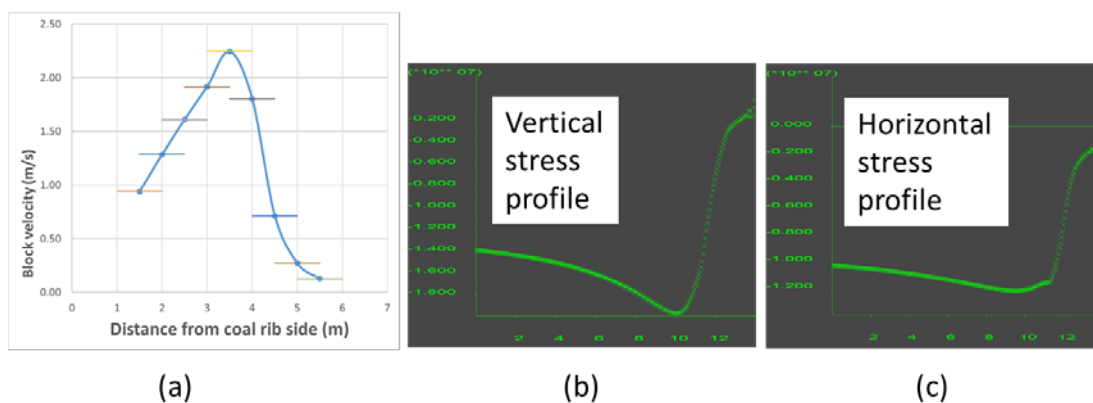 2.50
2.00
1.50
1.00
0.50
0.00
Block velocity (m/s)
0 1 2 3 4 5 6 7
Distance from coal rib side (m)
(a)
(*10** 07)
-0.200
-0.400
-0.600
-0.800
-1.000
-1.200
-1.400
-1.600
-1.800
Vertical
stress
profile
2 4 6 8 10 12
(b)
(*10** 07)
0.000
-0.200
-0.400
-0.600
-0.800
-1.000
-1.200
Horizontal
stress
profile
2 4 6 8 10 12
(c)